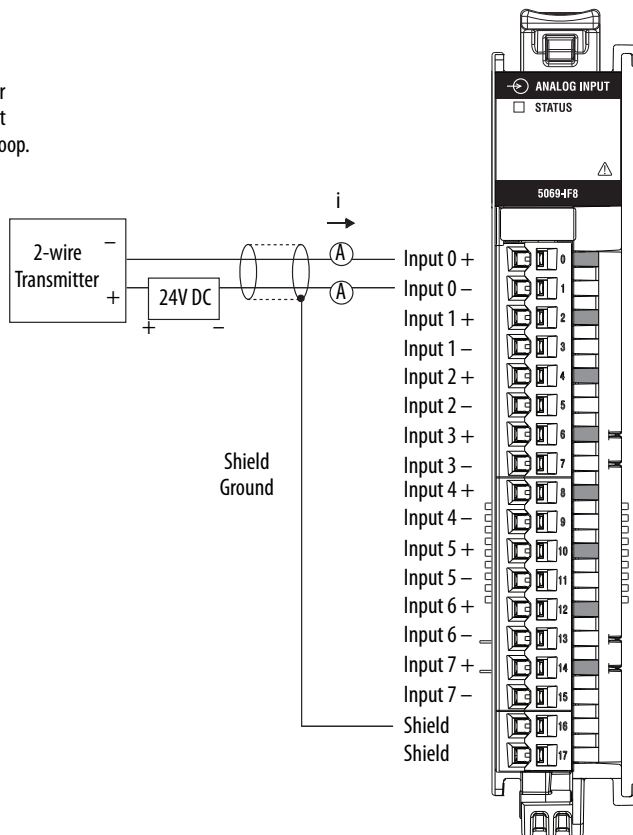 r
t
oop.
ANALOG INPUT
STATUS
5069-IF8
i
2-wire
Transmitter
−
+
24V DC
+ −
A
A
Input 0 +
Input 0 −
Input 1 +
Input 1 −
Input 2 +
Input 2 −
Input 3 +
Input 3 −
Input 4 +
Input 4 −
Input 5 +
Input 5 −
Input 6 +
Input 6 −
Input 7 +
Input 7 −
Shield
Shield
Shield
Ground
0
1
2
3
4
5
6
7
8
9
10
11
12
13
14
15
16
17